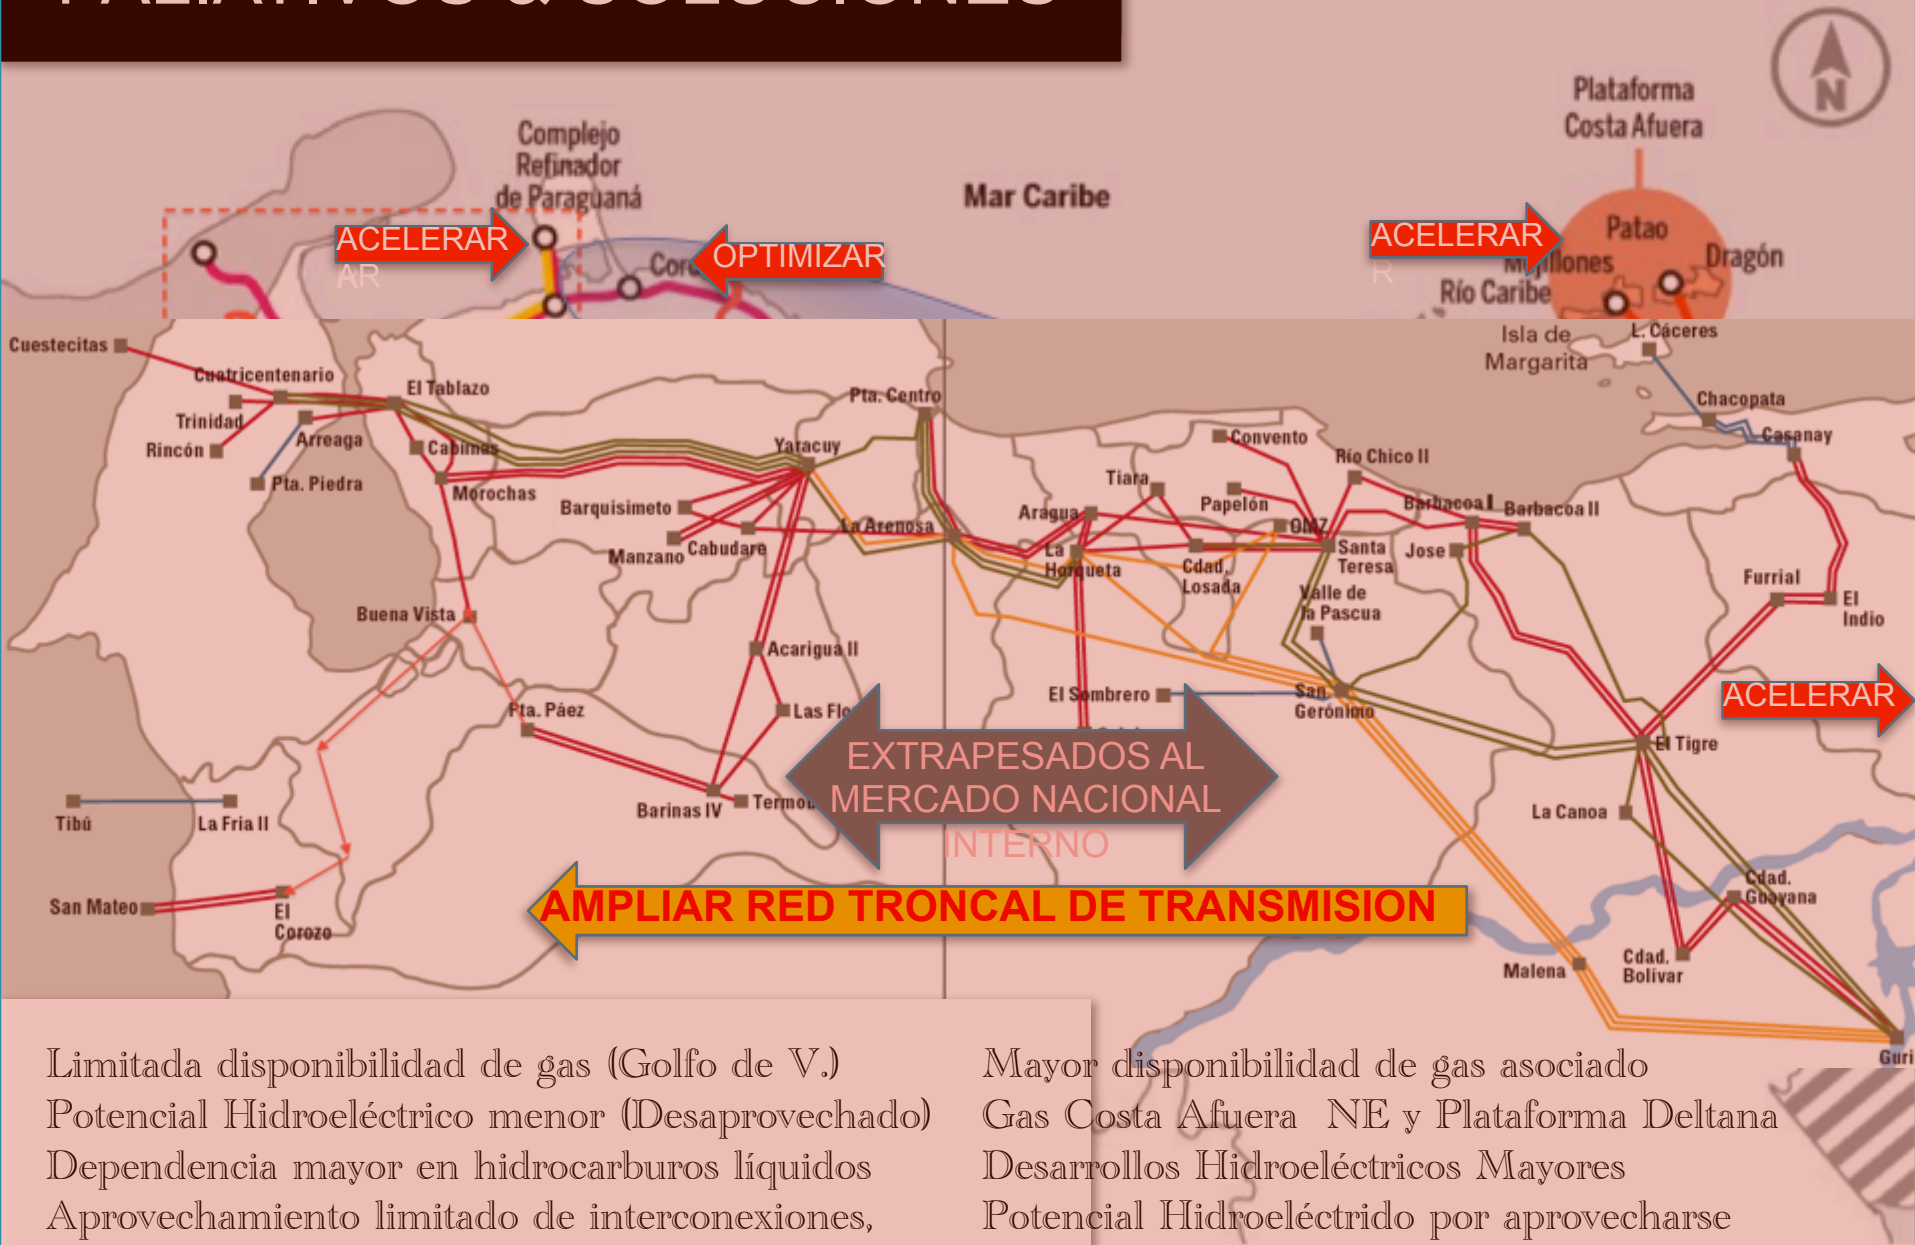 PALIATIVOS & SOLUCIONES
N
Plataforma
Costa Afuera
Complejo
Refinador
de Paraguaná
Mar Caribe
ACELERAR
AR
OPTIMIZAR
ACELERAR
R
Patao
Mejillones
Dragón
Río Caribe
Isla de
Margarita
L. Cáceres
Cuestecitas
Cuatricentenario
El Tablazo
Pta. Centro
Chacopata
Trinidad
Arreaga
Cabimas
Yaracuy
Convento
Casanay
Rincón
Río Chico II
Pta. Piedra
Morochas
Tiara
Barquisimeto
Papelón
Barbacoa I
Barbacoa II
Aragua
La Arenosa
OMZ
Manzano
Cabudare
La
Horqueta
Cdad.
Losada
Santa
Teresa
Jose
Furrial
El
Indio
Valle de
la Pascua
Buena Vista
Acarigua II
El Sombrero
San
Gerónimo
ACELERAR
Pta. Páez
Las Flo
El Tigre
EXTRAPESADOS AL
MERCADO NACIONAL
INTERNO
Barinas IV
Termo
La Canoa
Tibú
La Fria II
Cdad.
Guayana
San Mateo
El
Corozo
AMPLIAR RED TRONCAL DE TRANSMISION
Malena
Cdad.
Bolívar
Guri
Limitada disponibilidad de gas (Golfo de V.)
Potencial Hidroeléctrico menor (Desaprovechado)
Dependencia mayor en hidrocarburos líquidos
Aprovechamiento limitado de interconexiones,
Mayor disponibilidad de gas asociado
Gas Costa Afuera NE y Plataforma Deltana
Desarrollos Hidroeléctricos Mayores
Potencial Hidroeléctrido por aprovecharse